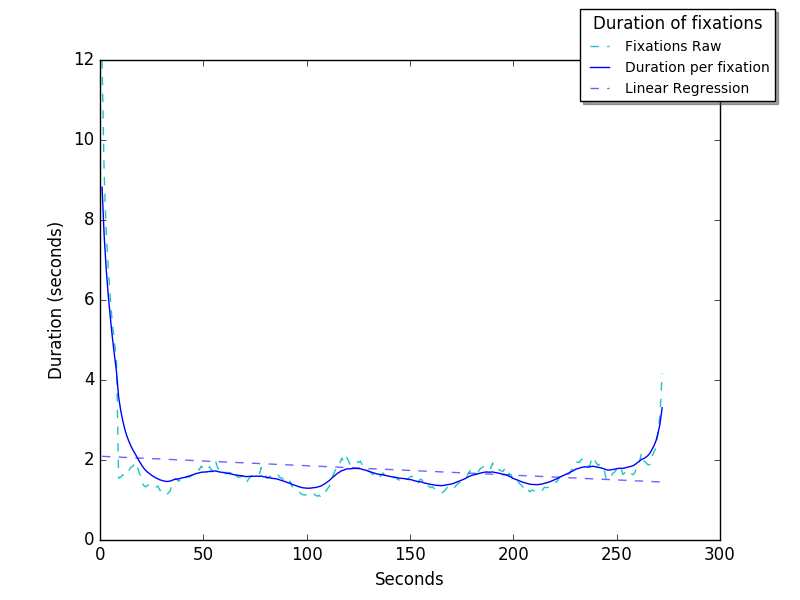 Duration of fixations
Fixations Raw
Duration per fixation
Linear Regression
12
10
8
6
4
2
0
Duration (seconds)
0 50 100 150 200 250 300
Seconds